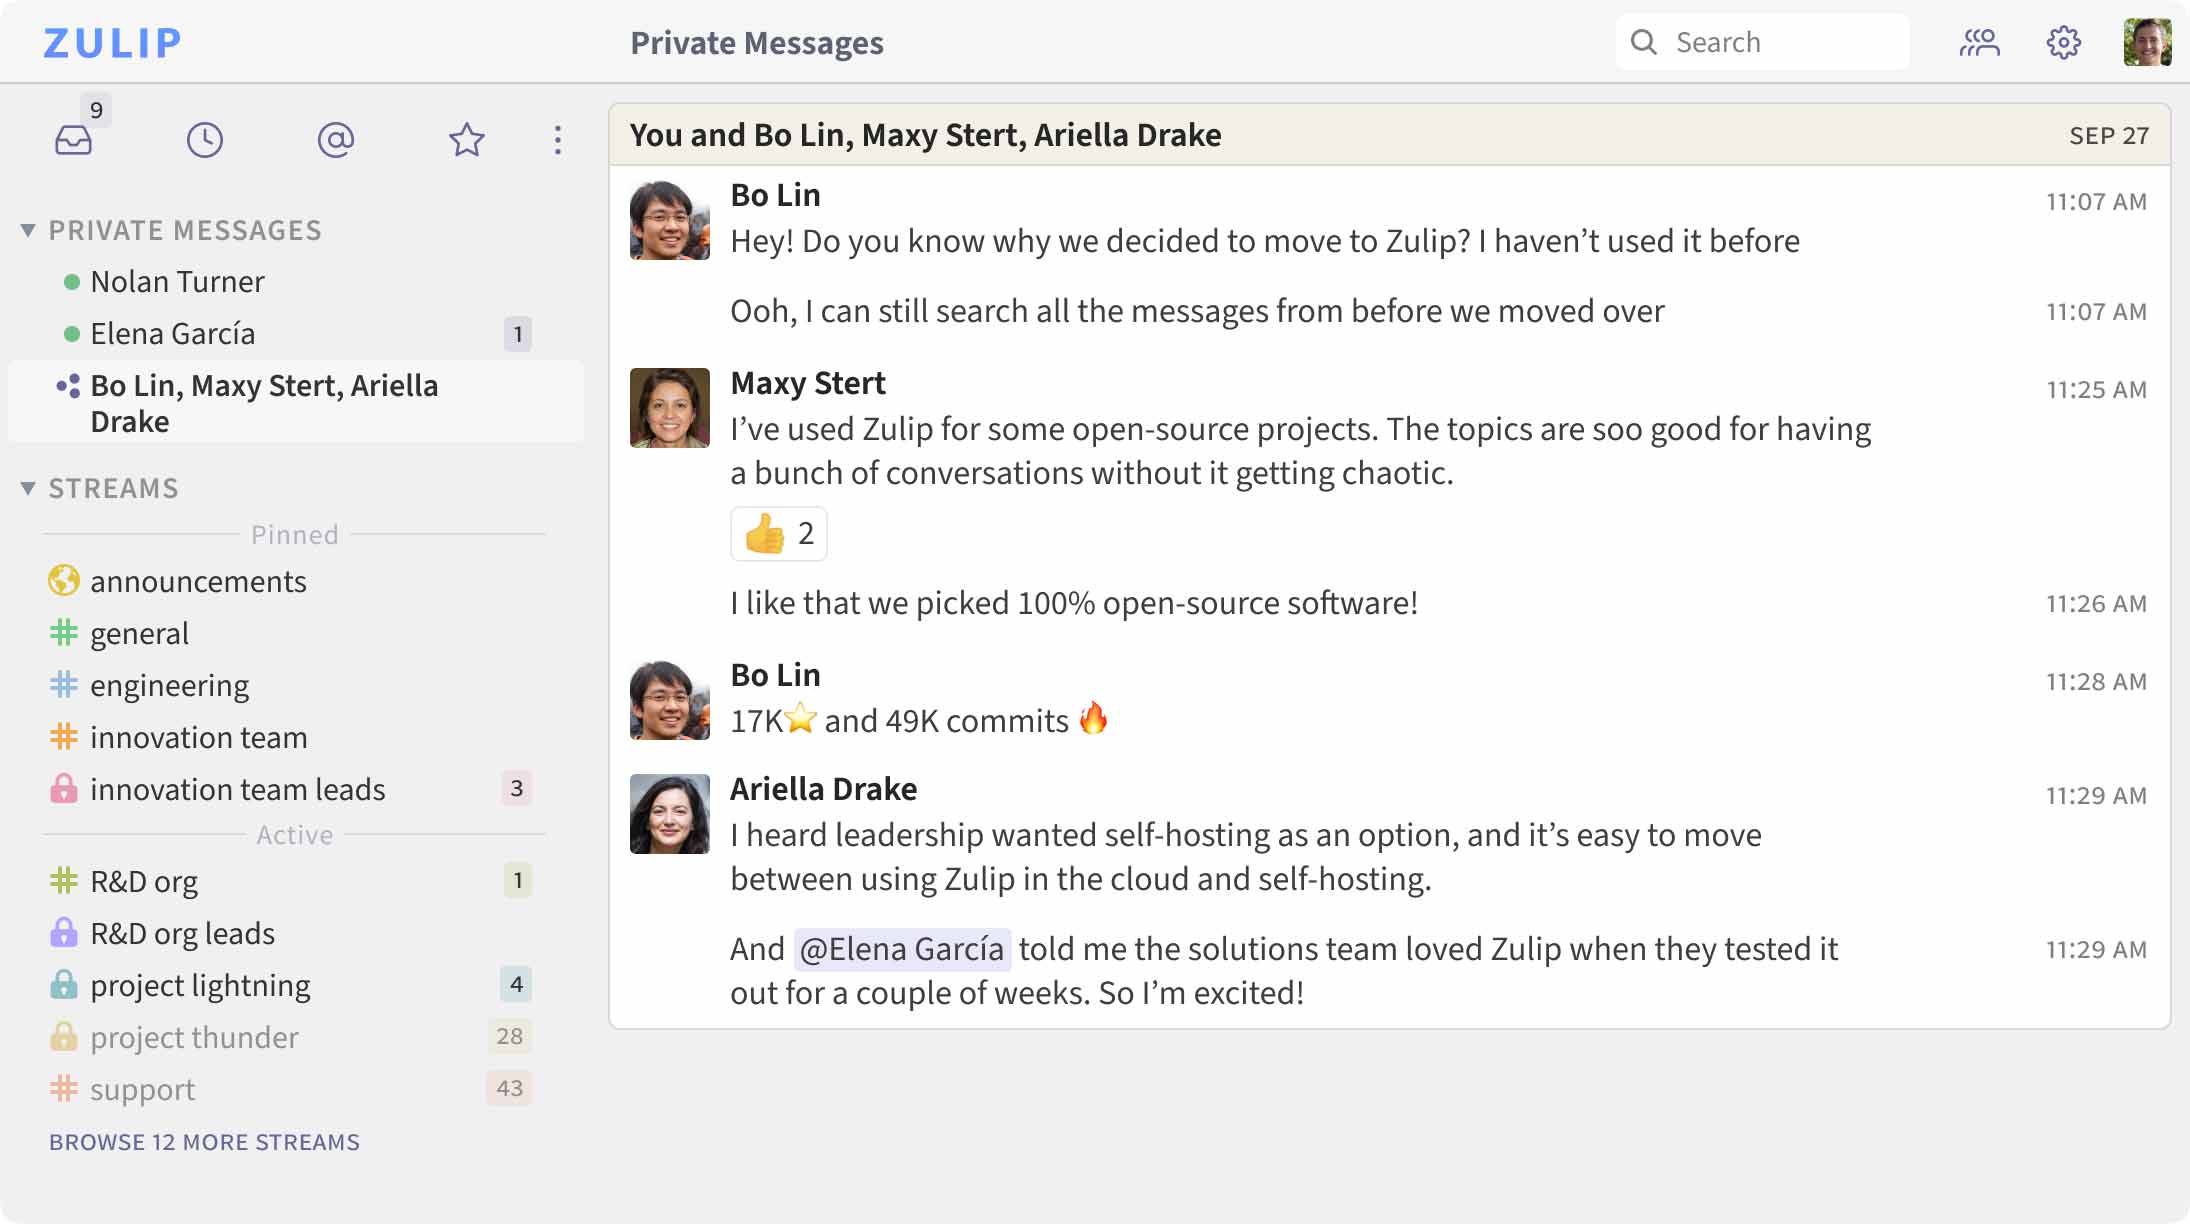 ZULIP
Private Messages
Search
9
PRIVATE MESSAGES
Nolan Turner
Elena García 1
Bo Lin, Maxy Stert, Ariella
Drake
STREAMS
Pinned
announcements
general
engineering
innovation team
innovation team leads 3
Active
R&D org 1
R&D org leads
project lightning 4
project thunder 28
support 43
BROWSE 12 MORE STREAMS
You and Bo Lin, Maxy Stert, Ariella Drake SEP 27
Bo Lin 11:07 AM
Hey! Do you know why we decided to move to Zulip? I haven’t used it before
Ooh, I can still search all the messages from before we moved over 11:07 AM
Maxy Stert 11:25 AM
I’ve used Zulip for some open-source projects. The topics are soo good for having
a bunch of conversations without it getting chaotic.
👍 2
I like that we picked 100% open-source software! 11:26 AM
Bo Lin 11:28 AM
17K⭐ and 49K commits 🔥
Ariella Drake 11:29 AM
I heard leadership wanted self-hosting as an option, and it’s easy to move
between using Zulip in the cloud and self-hosting.
And @Elena García told me the solutions team loved Zulip when they tested it 11:29 AM
out for a couple of weeks. So I’m excited!